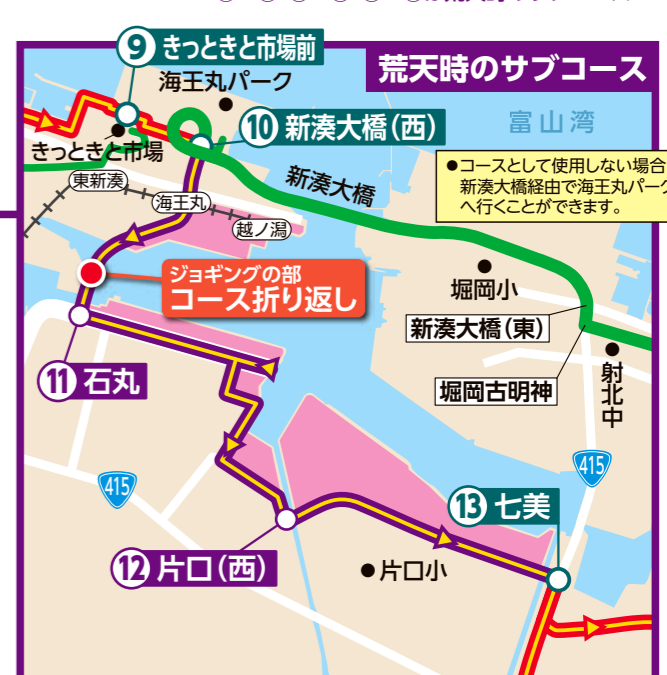 荒天時のサブコース
⑨ きっときと市場前
海王丸パーク
⑩ 新湊大橋(西)
富山湾
きっときと市場
東新湊
海王丸
越ノ潟
新湊大橋
●コースとして使用しない場合
新湊大橋経由で海王丸パーク
へ行くことができます。
ジョギングの部
コース折り返し
堀岡小
新湊大橋(東)
堀岡古明神
射北中
⑪ 石丸
415
415
⑬ 七美
⑫ 片口(西)
片口小